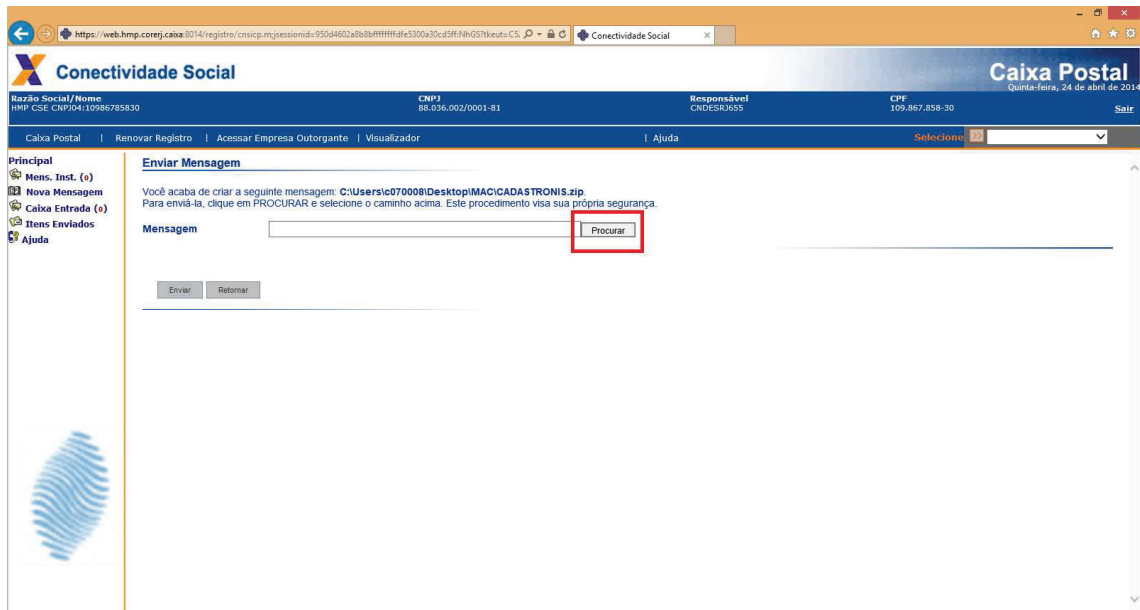 https://web.hmp.corerj.caixa:8014/registro/cnsicp.m;jsessionid=950d4602a8b8bffffffffdfe5300a30cd5ff:NhGS?tkeut=C5.
Conectividade Social
Conectividade Social
Caixa Postal
Quinta-feira, 24 de abril de 2014
Razão Social/Nome CNPJ Responsável CPF
HMP CSE CNPJ04:10986785830 88.036.002/0001-81 CNDESRJ655 109.867.858-30 Sair
Caixa Postal | Renovar Registro | Acessar Empresa Outorgante | Visualizador | Ajuda Selecione
Principal
Mens. Inst. (0)
Nova Mensagem
Caixa Entrada (0)
Itens Enviados
Ajuda
Enviar Mensagem
Você acaba de criar a seguinte mensagem: C:\Users\c070008\Desktop\MAC\CADASTRONIS.zip.
Para enviá-la, clique em PROCURAR e selecione o caminho acima. Este procedimento visa sua própria segurança.
Mensagem Procurar
Enviar Retornar